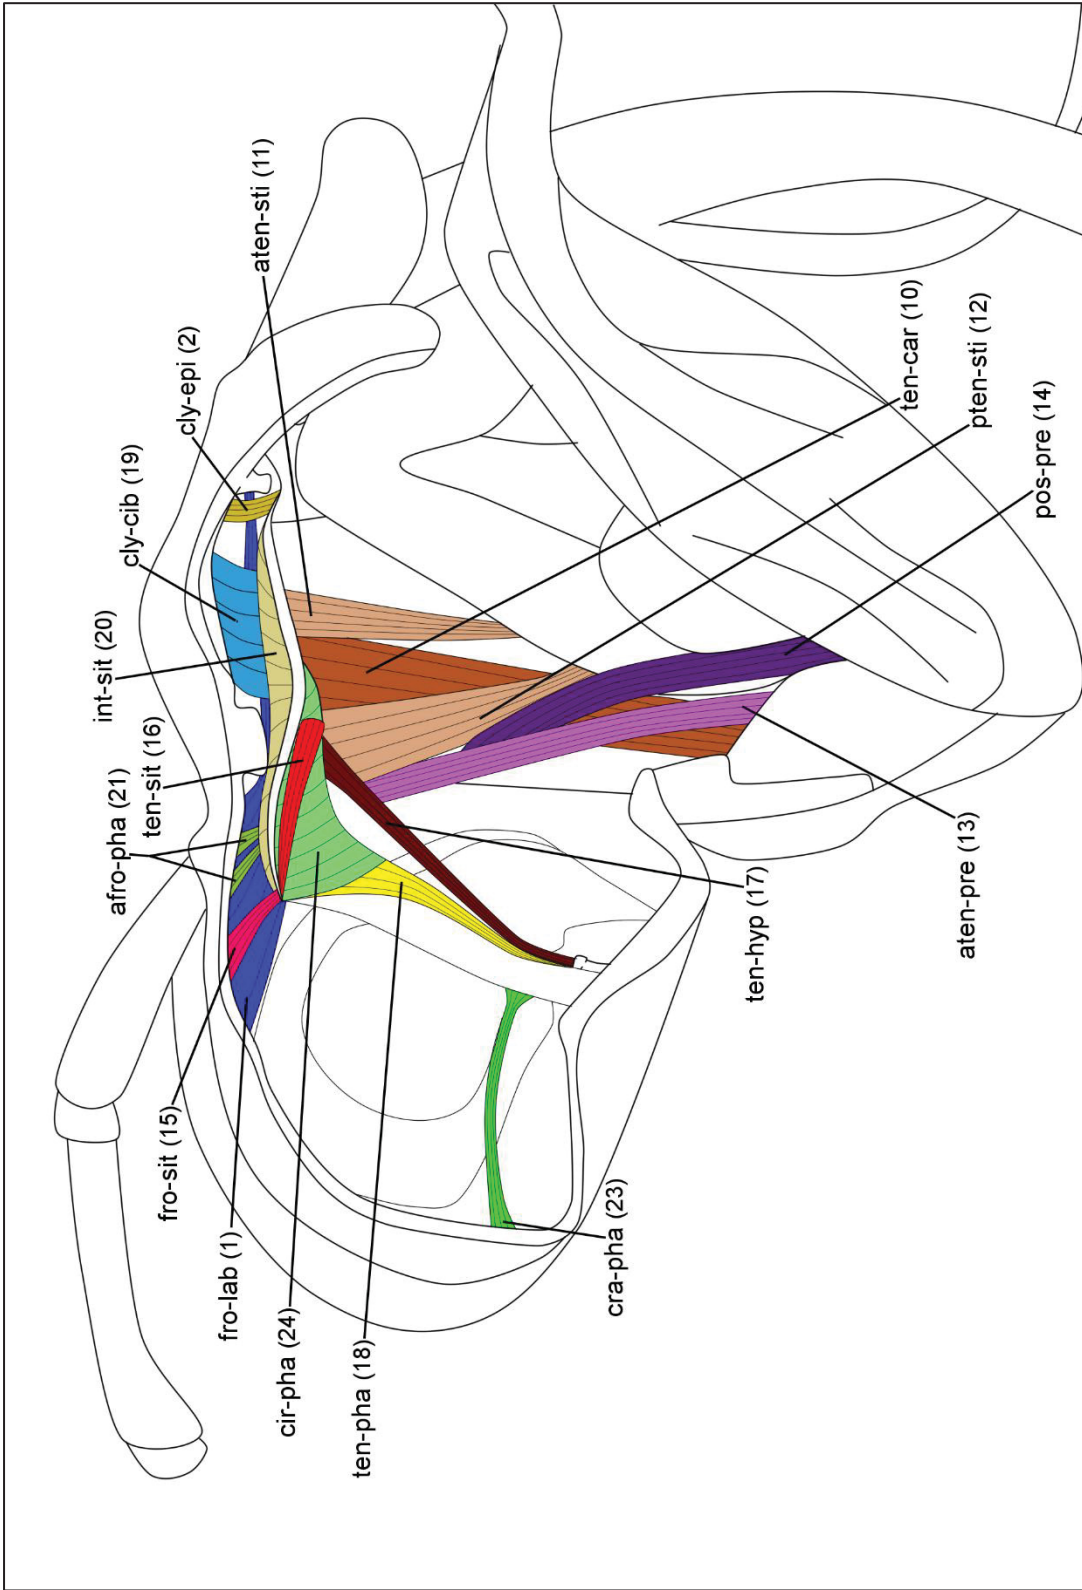 afro-pha (21)
ten-sit (16)
int-sit (20)
cly-cib (19)
cly-epi (2)
aten-sti (11)
fro-sit (15)
fro-lab (1)
cir-pha (24)
ten-pha (18)
cra-pha (23)
ten-hyp (17)
aten-pre (13)
ten-car (10)
pten-sti (12)
pos-pre (14)